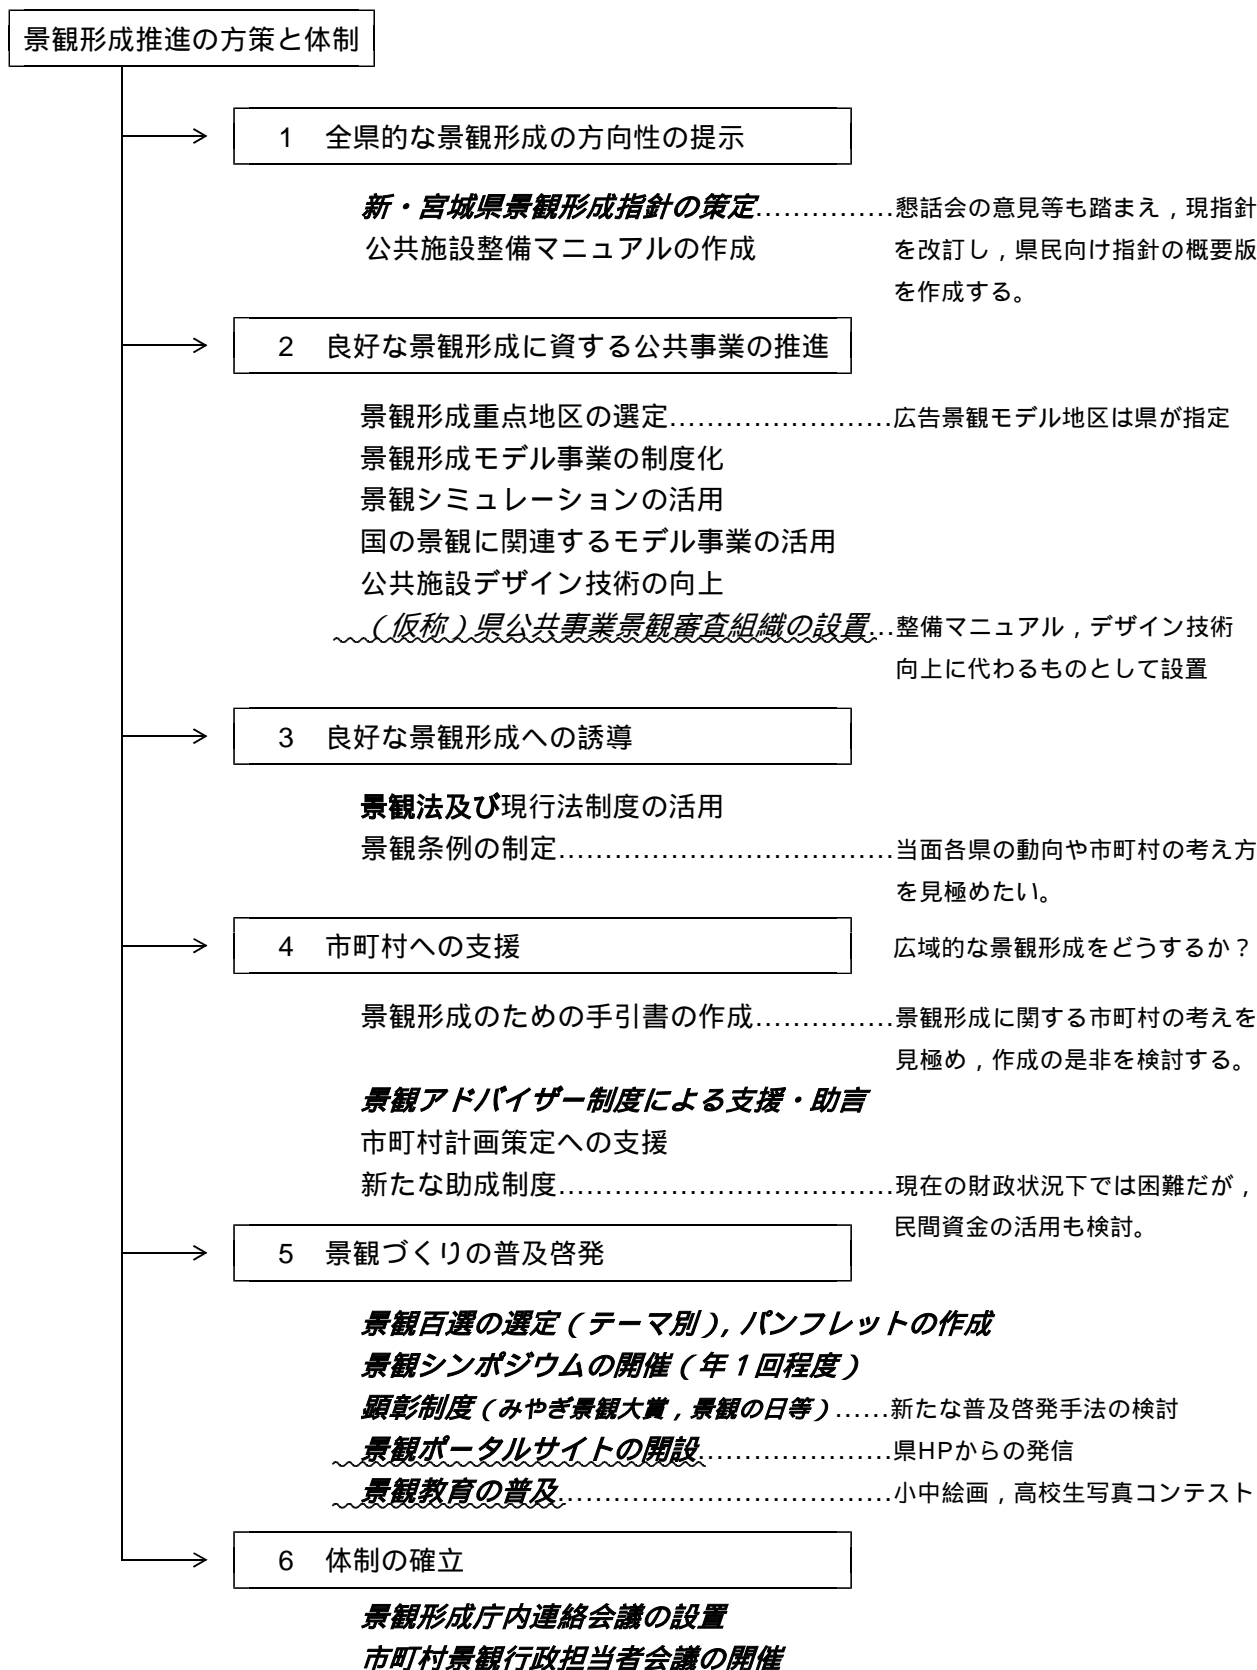 景観形成推進の方策と体制
1 全県的な景観形成の方向性の提示
新・宮城県景観形成指針の策定...............懇話会の意見等も踏まえ,現指針
公共施設整備マニュアルの作成 を改訂し,県民向け指針の概要版
を作成する。
2 良好な景観形成に資する公共事業の推進
景観形成重点地区の選定........................広告景観モデル地区は県が指定
景観形成モデル事業の制度化
景観シミュレーションの活用
国の景観に関連するモデル事業の活用
公共施設デザイン技術の向上
(仮称)県公共事業景観審査組織の設置...整備マニュアル,デザイン技術
向上に代わるものとして設置
3 良好な景観形成への誘導
景観法及び現行法制度の活用
景観条例の制定....................................当面各県の動向や市町村の考え方
を見極めたい。
4 市町村への支援 広域的な景観形成をどうするか?
景観形成のための手引書の作成...............景観形成に関する市町村の考えを
見極め,作成の是非を検討する。
景観アドバイザー制度による支援・助言
市町村計画策定への支援
新たな助成制度....................................現在の財政状況下では困難だが,
民間資金の活用も検討。
5 景観づくりの普及啓発
景観百選の選定(テーマ別),パンフレットの作成
景観シンポジウムの開催(年1回程度)
顕彰制度(みやぎ景観大賞,景観の日等)......新たな普及啓発手法の検討
景観ポータルサイトの開設.....................県HPからの発信
景観教育の普及....................................小中絵画,高校生写真コンテスト
6 体制の確立
景観形成庁内連絡会議の設置
市町村景観行政担当者会議の開催